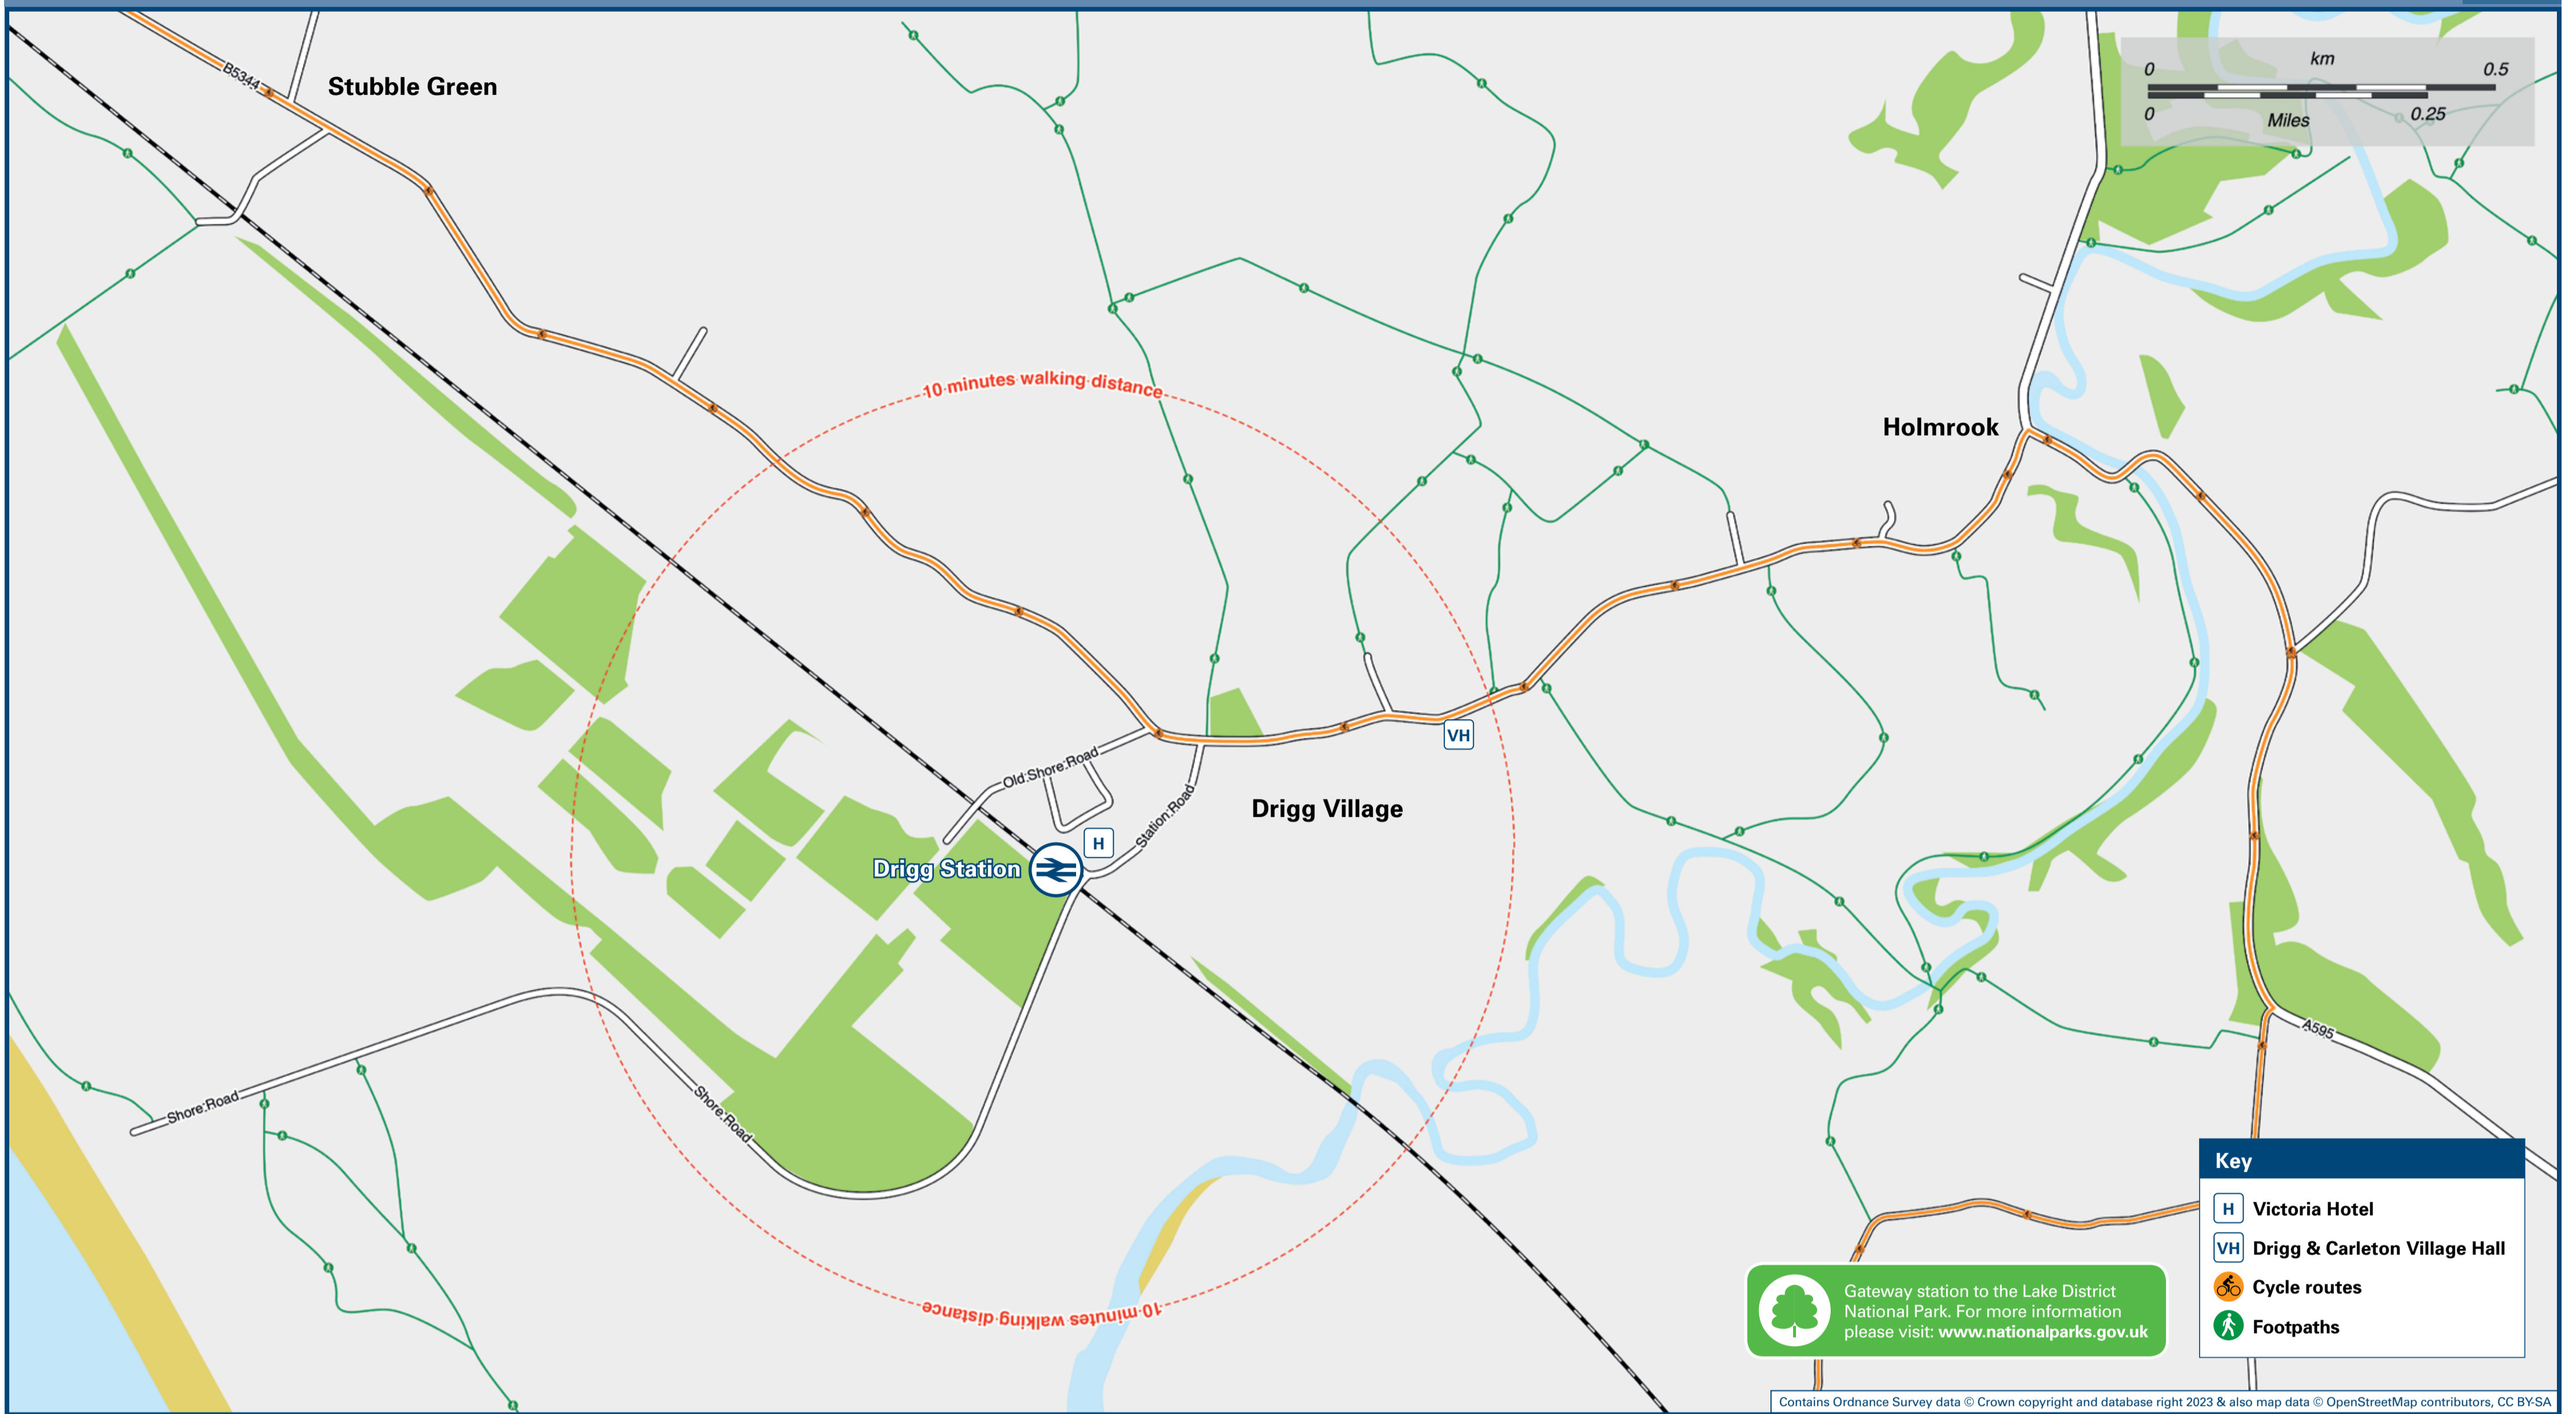 Stubble Green
B5344
km
0 0.5
0 0.25
Miles
10 minutes walking distance
Holmrook
VH
Old Shore Road
Station Road
Drigg Village
H
Drigg Station
A595
Shore Road
Shore Road
10 minutes walking distance
Key
H Victoria Hotel
VH Drigg & Carleton Village Hall
Cycle routes
Footpaths
Gateway station to the Lake District
National Park. For more information
please visit: www.nationalparks.gov.uk
Contains Ordnance Survey data © Crown copyright and database right 2023 & also map data © OpenStreetMap contributors, CC BY-SA